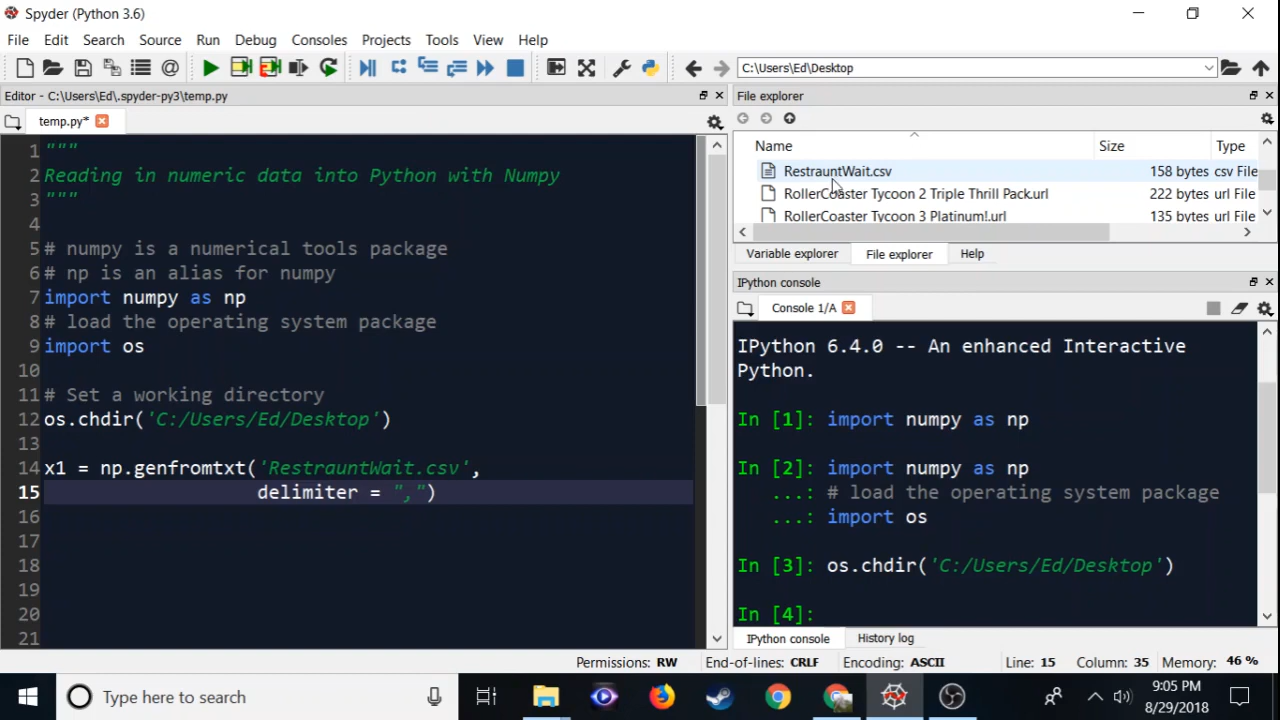 Spyder (Python 3.6)
File Edit Search Source Run Debug Consoles Projects Tools View Help
C:\Users\Ed\Desktop
Editor - C:\Users\Ed\.spyder-py3\temp.py
temp.py*
1 """
2 Reading in numeric data into Python with Numpy
3 """
4
5 # numpy is a numerical tools package
6 # np is an alias for numpy
7 import numpy as np
8 # load the operating system package
9 import os
10
11 # Set a working directory
12 os.chdir('C:/Users/Ed/Desktop')
13
14 x1 = np.genfromtxt('RestrauntWait.csv',
15 delimiter = ",")
16
17
18
19
20
21
File explorer
Name Size Type
RestrauntWait.csv 158 bytes csv File
RollerCoaster Tycoon 2 Triple Thrill Pack.url 222 bytes url File
RollerCoaster Tycoon 3 Platinum!.url 135 bytes url File
Variable explorer File explorer Help
IPython console
Console 1/A
IPython 6.4.0 -- An enhanced Interactive
Python.
In [1]: import numpy as np
In [2]: import numpy as np
...: # load the operating system package
...: import os
In [3]: os.chdir('C:/Users/Ed/Desktop')
In [4]:
IPython console History log
Permissions: RW End-of-lines: CRLF Encoding: ASCII Line: 15 Column: 35 Memory: 46 %
Type here to search
9:05 PM
8/29/2018